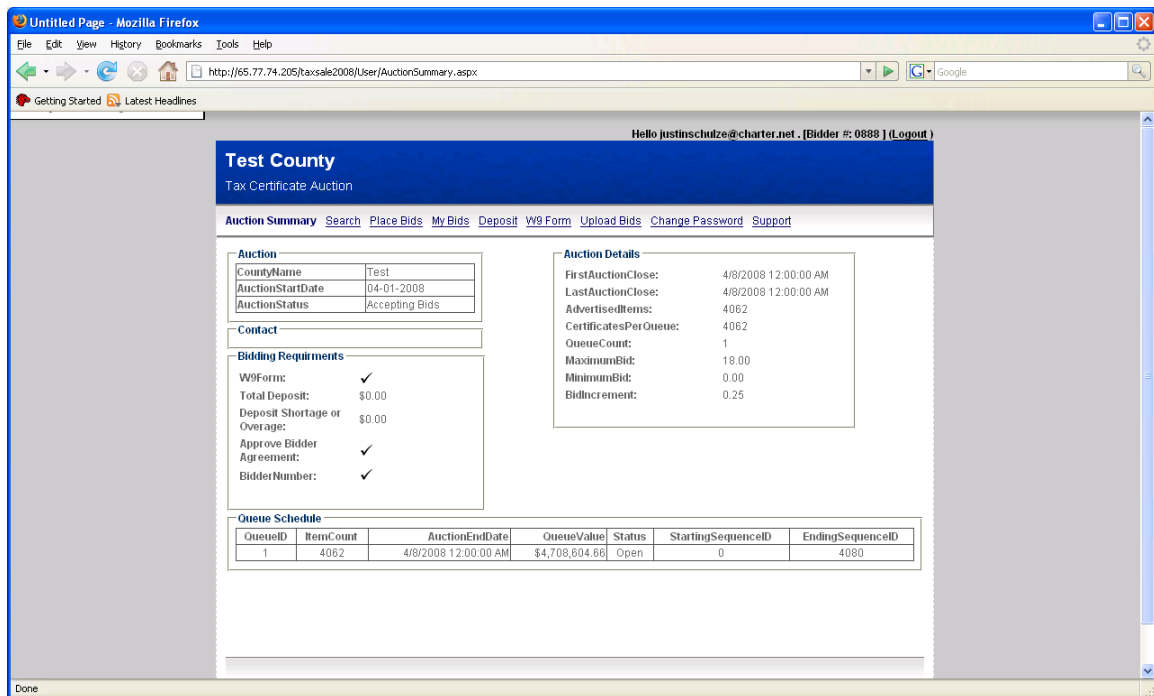 Untitled Page - Mozilla Firefox
File Edit View History Bookmarks Tools Help
http://65.77.74.205/taxsale2008/User/AuctionSummary.aspx
Google
Getting Started Latest Headlines
Hello justinschulze@charter.net . [Bidder #: 0888 ] (Logout )
Test County
Tax Certificate Auction
Auction Summary Search Place Bids My Bids Deposit W9 Form Upload Bids Change Password Support
Auction
CountyName Test
AuctionStartDate 04-01-2008
AuctionStatus Accepting Bids
Contact
Bidding Requirments
W9Form: ✓
Total Deposit: $0.00
Deposit Shortage or
Overage: $0.00
Approve Bidder
Agreement: ✓
BidderNumber: ✓
Auction Details
FirstAuctionClose: 4/8/2008 12:00:00 AM
LastAuctionClose: 4/8/2008 12:00:00 AM
AdvertisedItems: 4062
CertificatesPerQueue: 4062
QueueCount: 1
MaximumBid: 18.00
MinimumBid: 0.00
BidIncrement: 0.25
Queue Schedule
QueueID ItemCount AuctionEndDate QueueValue Status StartingSequenceID EndingSequenceID
1 4062 4/8/2008 12:00:00 AM $4,708,604.66 Open 0 4080
Done